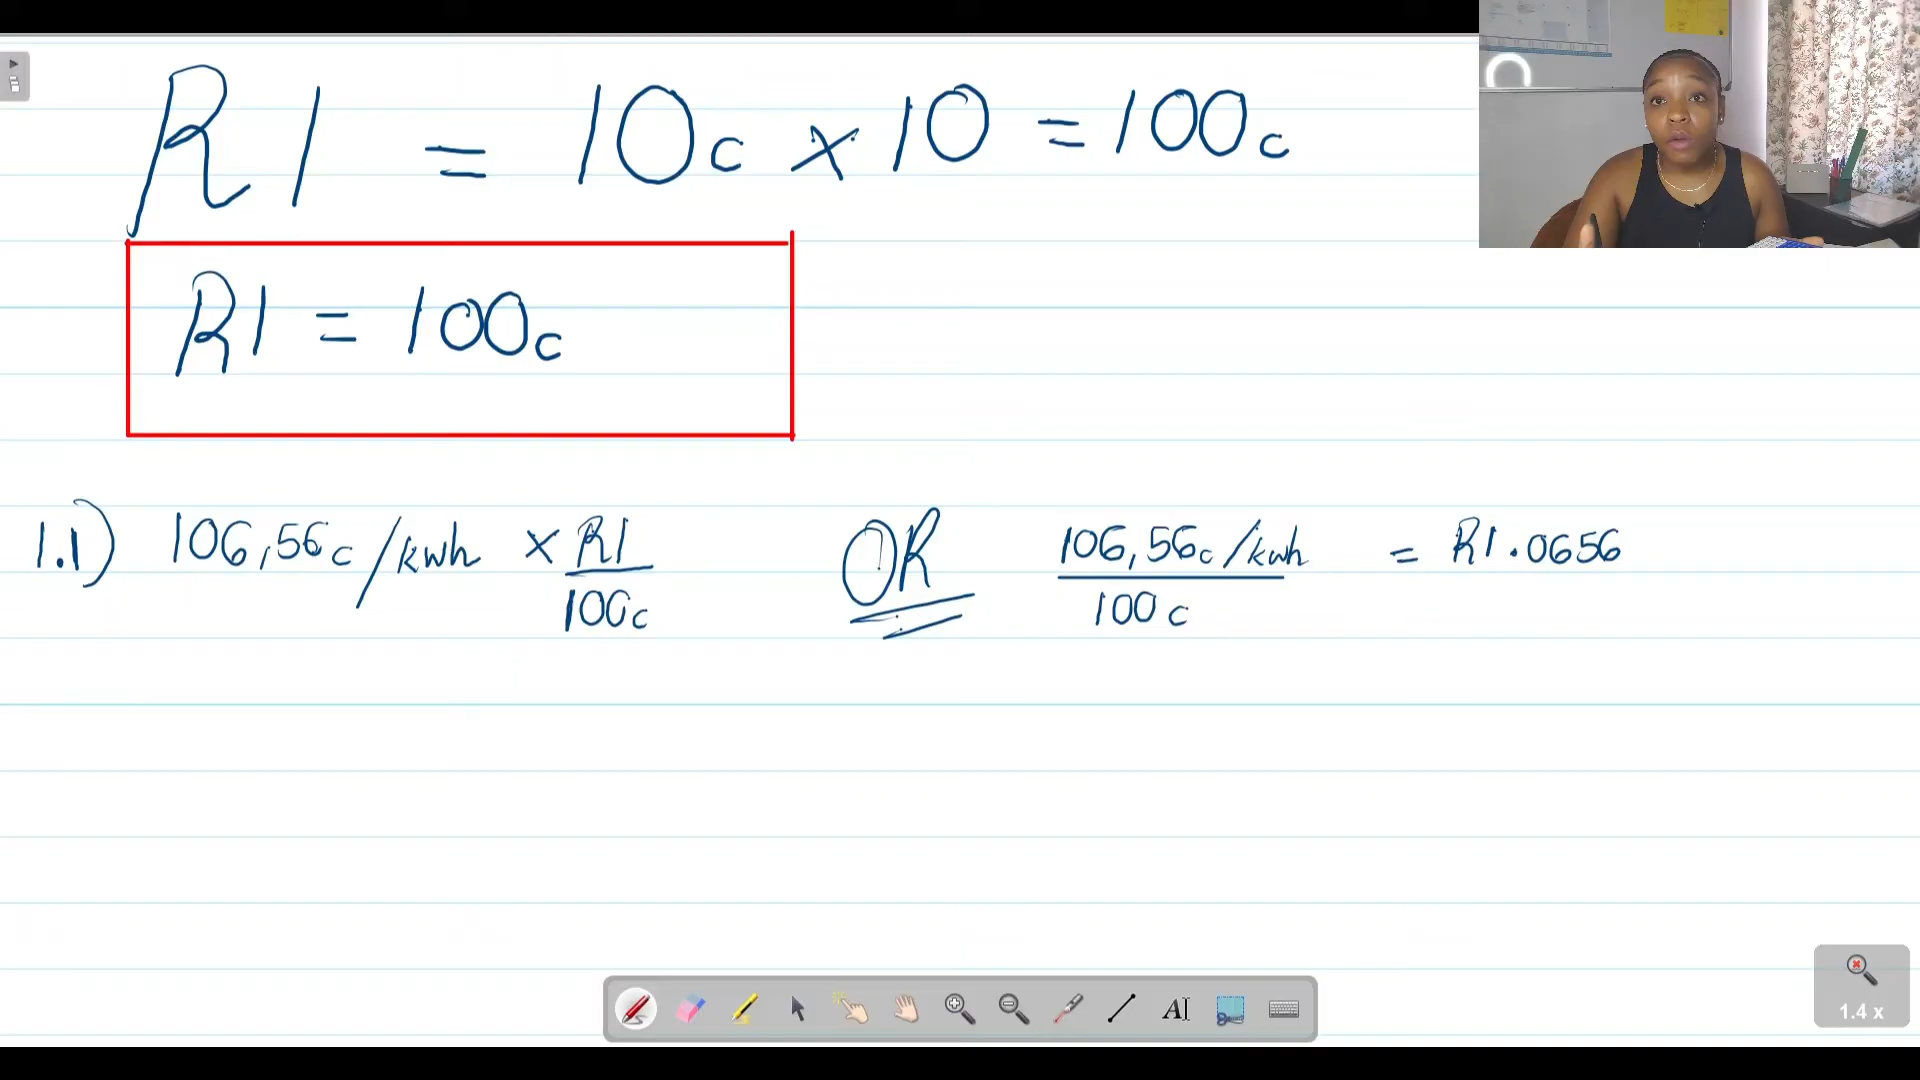 R1 = 10c × 10 = 100c
R1 = 100c
1.1) 106,56c/kwh × R1/100c OR 106,56c/kwh/100c = R1.0656
AI
1.4 x